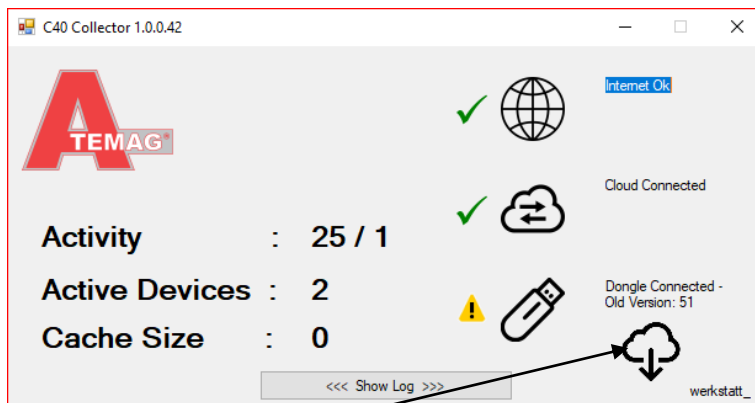 C40 Collector 1.0.0.42
ATEMAG®
Internet Ok
Cloud Connected
Activity : 25 / 1
Active Devices : 2
Dongle Connected -
Old Version: 51
Cache Size : 0
<<< Show Log >>>
werkstatt_